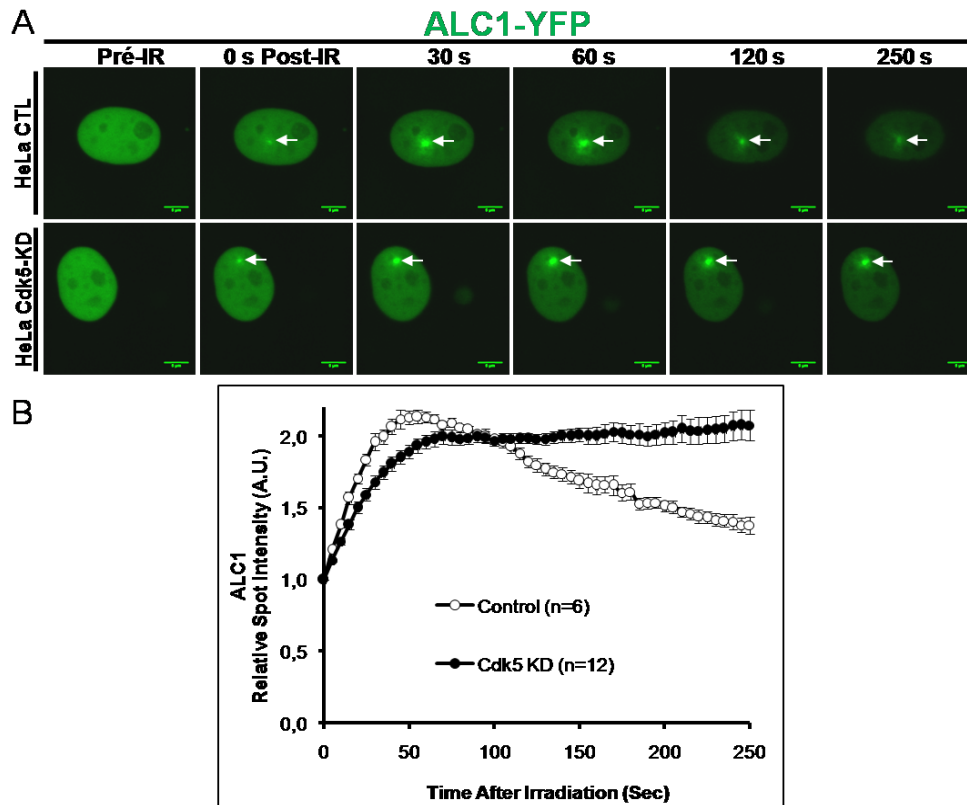 A
ALC1-YFP
Pré-IR 0 s Post-IR 30 s 60 s 120 s 250 s
HeLa CTL
HeLa Cdk5-KD
B
ALC1
Relative Spot Intensity (A.U.)
2,0
1,5
1,0
0,5
0,0
Control (n=6)
Cdk5 KD (n=12)
0 50 100 150 200 250
Time After Irradiation (Sec)